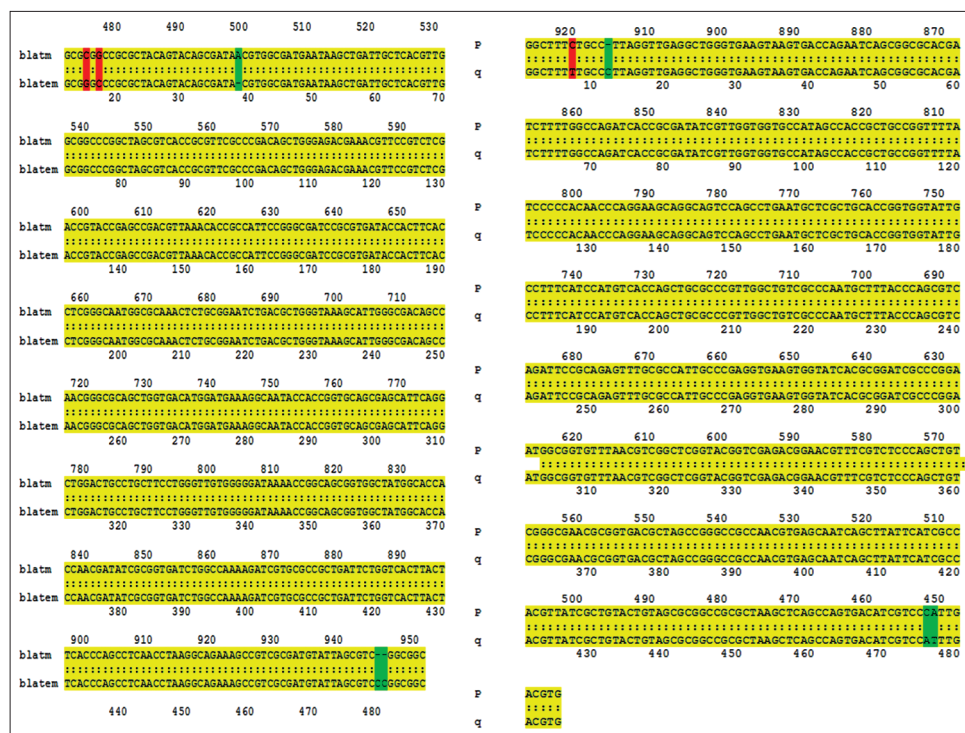 480 490 500 510 520 530
blatm GCGCGGCCCGCTACAGTACAGCGATAACGTGGCGATGAATAAGCTGATTGCTCACGTTG
::::::::::::::::::::::::::::::::::::::::::::::::::::::::::
blatem GCGGGCCCGCGCTACAGTACAGCGATA-CGTGGCGATGAATAAGCTGATTGCTCACGTTG
20 30 40 50 60 70
540 550 560 570 580 590
blatm GCGGCCCGGCTAGCGTCACCGCGTTCGCCCGACAGCTGGGAGACGAAACGTTCCGTCTCG
::::::::::::::::::::::::::::::::::::::::::::::::::::::::::::
blatem GCGGCCCGGCTAGCGTCACCGCGTTCGCCCGACAGCTGGGAGACGAAACGTTCCGTCTCG
80 90 100 110 120 130
600 610 620 630 640 650
blatm ACCGTACCGAGCCGACGTTAAACACCGCCATTCCGGGCGATCCGCGTGATACCACTTCAC
::::::::::::::::::::::::::::::::::::::::::::::::::::::::::::
blatem ACCGTACCGAGCCGACGTTAAACACCGCCATTCCGGGCGATCCGCGTGATACCACTTCAC
140 150 160 170 180 190
660 670 680 690 700 710
blatm CTCGGGCAATGGCGCAAACTCTGCGGAATCTGACGCTGGGTAAAGCATTGGGCGACAGCC
::::::::::::::::::::::::::::::::::::::::::::::::::::::::::::
blatem CTCGGGCAATGGCGCAAACTCTGCGGAATCTGACGCTGGGTAAAGCATTGGGCGACAGCC
200 210 220 230 240 250
720 730 740 750 760 770
blatm AACGGGCGCAGCTGGTGACATGGATGAAAGGCAATACCACCGGTGCAGCGAGCATTCAGG
::::::::::::::::::::::::::::::::::::::::::::::::::::::::::::
blatem AACGGGCGCAGCTGGTGACATGGATGAAAGGCAATACCACCGGTGCAGCGAGCATTCAGG
260 270 280 290 300 310
780 790 800 810 820 830
blatm CTGGACTGCCTGCTTCCTGGGTTGTGGGGGATAAAACCGGCAGCGGTGGCTATGGCACCA
::::::::::::::::::::::::::::::::::::::::::::::::::::::::::::
blatem CTGGACTGCCTGCTTCCTGGGTTGTGGGGGATAAAACCGGCAGCGGTGGCTATGGCACCA
320 330 340 350 360 370
840 850 860 870 880 890
blatm CCAACGATATCGCGGTGATCTGGCCAAAAGATCGTGCGCCGCTGATTCTGGTCACTTACT
::::::::::::::::::::::::::::::::::::::::::::::::::::::::::::
blatem CCAACGATATCGCGGTGATCTGGCCAAAAGATCGTGCGCCGCTGATTCTGGTCACTTACT
380 390 400 410 420 430
900 910 920 930 940 950
blatm TCACCCAGCCTCAACCTAAGGCAGAAAGCCGTCGCGATGTATTAGCGTC--GGCGGC
:::::::::::::::::::::::::::::::::::::::::::::::::  ::::::
blatem TCACCCAGCCTCAACCTAAGGCAGAAAGCCGTCGCGATGTATTAGCGTCCCGGCGGC
440 450 460 470 480
920 910 900 890 880 870
P GGCTTTCTGCC-TTAGGTTGAGGCTGGGTGAAGTAAGTGACCAGAATCAGCGGCGCACGA
:::::: :::: ::::::::::::::::::::::::::::::::::::::::::::::::
q GGCTTTTTGCCCTTAGGTTGAGGCTGGGTGAAGTAAGTGACCAGAATCAGCGGCGCACGA
10 20 30 40 50 60
860 850 840 830 820 810
P TCTTTTGGCCAGATCACCGCGATATCGTTGGTGGTGCCATAGCCACCGCTGCCGGTTTTA
::::::::::::::::::::::::::::::::::::::::::::::::::::::::::::
q TCTTTTGGCCAGATCACCGCGATATCGTTGGTGGTGCCATAGCCACCGCTGCCGGTTTTA
70 80 90 100 110 120
800 790 780 770 760 750
P TCCCCCACAACCCAGGAAGCAGGCAGTCCAGCCTGAATGCTCGCTGCACCGGTGGTATTG
::::::::::::::::::::::::::::::::::::::::::::::::::::::::::::
q TCCCCCACAACCCAGGAAGCAGGCAGTCCAGCCTGAATGCTCGCTGCACCGGTGGTATTG
130 140 150 160 170 180
740 730 720 710 700 690
P CCTTTCATCCATGTCACCAGCTGCGCCCGTTGGCTGTCGCCCAATGCTTTACCCAGCGTC
::::::::::::::::::::::::::::::::::::::::::::::::::::::::::::
q CCTTTCATCCATGTCACCAGCTGCGCCCGTTGGCTGTCGCCCAATGCTTTACCCAGCGTC
190 200 210 220 230 240
680 670 660 650 640 630
P AGATTCCGCAGAGTTTGCGCCATTGCCCGAGGTGAAGTGGTATCACGCGGATCGCCCGGA
::::::::::::::::::::::::::::::::::::::::::::::::::::::::::::
q AGATTCCGCAGAGTTTGCGCCATTGCCCGAGGTGAAGTGGTATCACGCGGATCGCCCGGA
250 260 270 280 290 300
620 610 600 590 580 570
P ATGGCGGTGTTTAACGTCGGCTCGGTACGGTCGAGACGGAACGTTTCGTCTCCCAGCTGT
::::::::::::::::::::::::::::::::::::::::::::::::::::::::::::
q ATGGCGGTGTTTAACGTCGGCTCGGTACGGTCGAGACGGAACGTTTCGTCTCCCAGCTGT
310 320 330 340 350 360
560 550 540 530 520 510
P CGGGCGAACGCGGTGACGCTAGCCGGGCCGCCAACGTGAGCAATCAGCTTATTCATCGCC
::::::::::::::::::::::::::::::::::::::::::::::::::::::::::::
q CGGGCGAACGCGGTGACGCTAGCCGGGCCGCCAACGTGAGCAATCAGCTTATTCATCGCC
370 380 390 400 410 420
500 490 480 470 460 450
P ACGTTATCGCTGTACTGTAGCGCGGCCGCGCTAAGCTCAGCCAGTGACATCGTCCCATTG
::::::::::::::::::::::::::::::::::::::::::::::::::::::: :::
q ACGTTATCGCTGTACTGTAGCGCGGCCGCGCTAAGCTCAGCCAGTGACATCGTCCATTTG
430 440 450 460 470 480
P ACGTG
:::::
q ACGTG